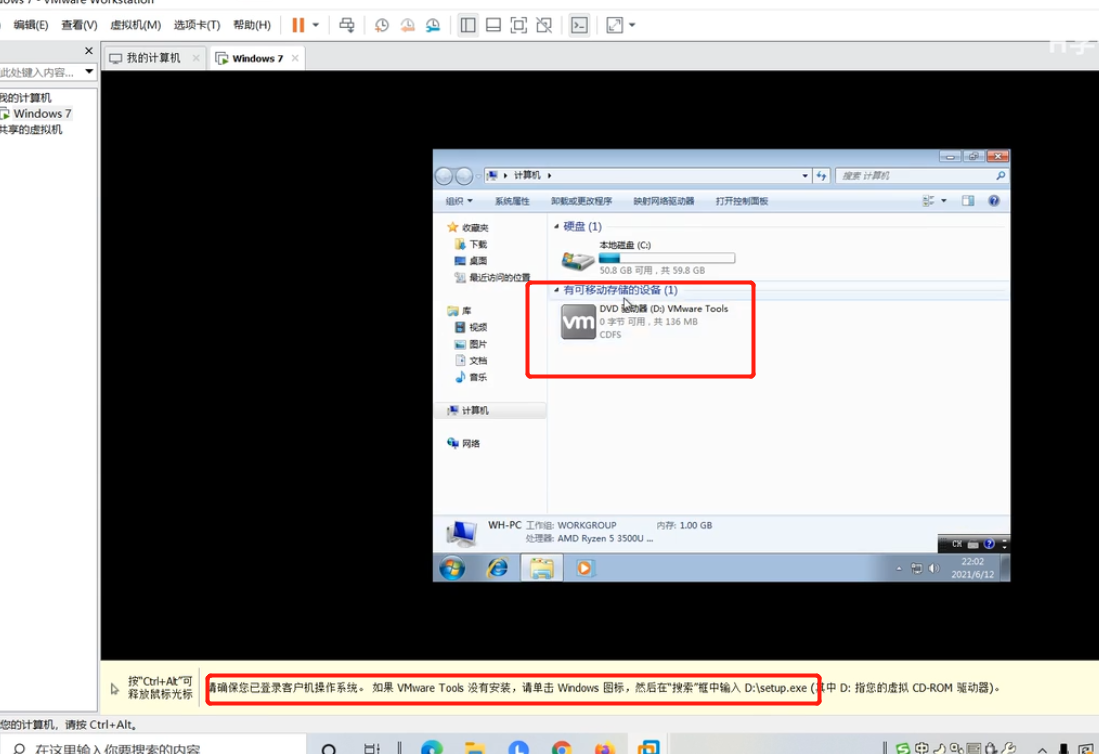 VMware Workstation
编辑(E) 查看(V) 虚拟机(M) 选项卡(T) 帮助(H)
我的计算机
Windows 7
此处键入内容...
我的计算机
Windows 7
共享的虚拟机
计算机
搜索 计算机
组织
系统属性
卸载或更改程序
映射网络驱动器
打开控制面板
收藏夹
下载
桌面
最近访问的位置
库
视频
图片
文档
音乐
计算机
网络
硬盘 (1)
本地磁盘 (C:)
50.8 GB 可用，共 59.8 GB
有可移动存储的设备 (1)
vm
DVD 驱动器 (D:) VMware Tools
0 字节 可用，共 136 MB
CDFS
WH-PC 工作组: WORKGROUP 内存: 1.00 GB
处理器: AMD Ryzen 5 3500U ...
CH
22:02
2021/6/12
按"Ctrl+Alt"可
释放鼠标光标
请确保您已登录客户机操作系统。如果 VMware Tools 没有安装，请单击 Windows 图标，然后在"搜索"框中输入 D:\setup.exe (其中 D: 指您的虚拟 CD-ROM 驱动器)。
您的计算机，请按 Ctrl+Alt。
在这里输入你要搜索的内容